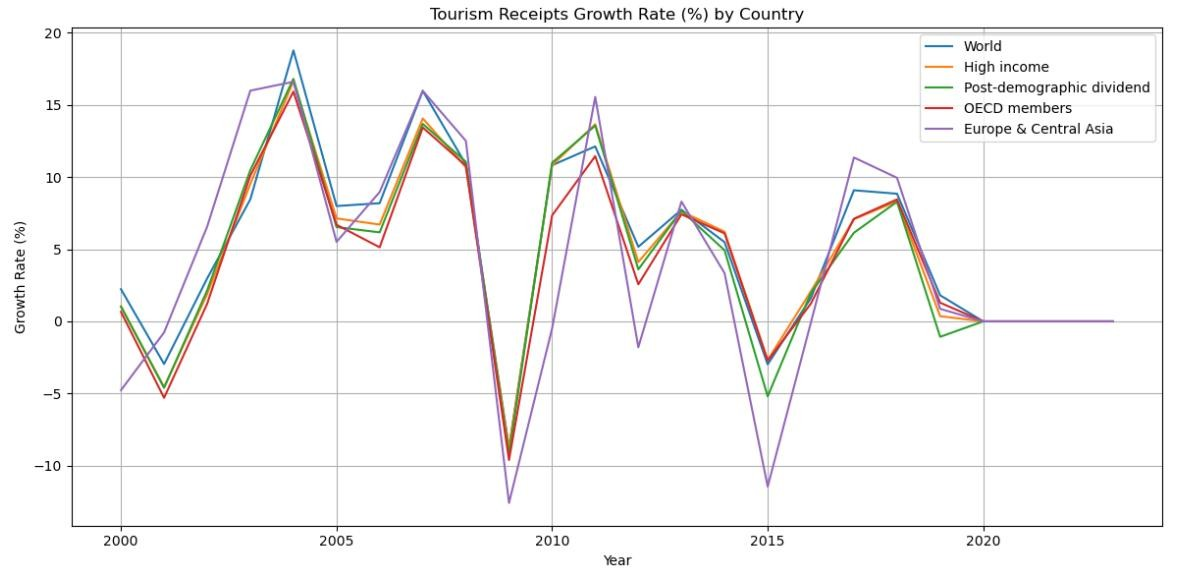 Tourism Receipts Growth Rate (%) by Country
World
High income
Post-demographic dividend
OECD members
Europe & Central Asia
Growth Rate (%)
20
15
10
5
0
−5
−10
2000
2005
2010
2015
2020
Year